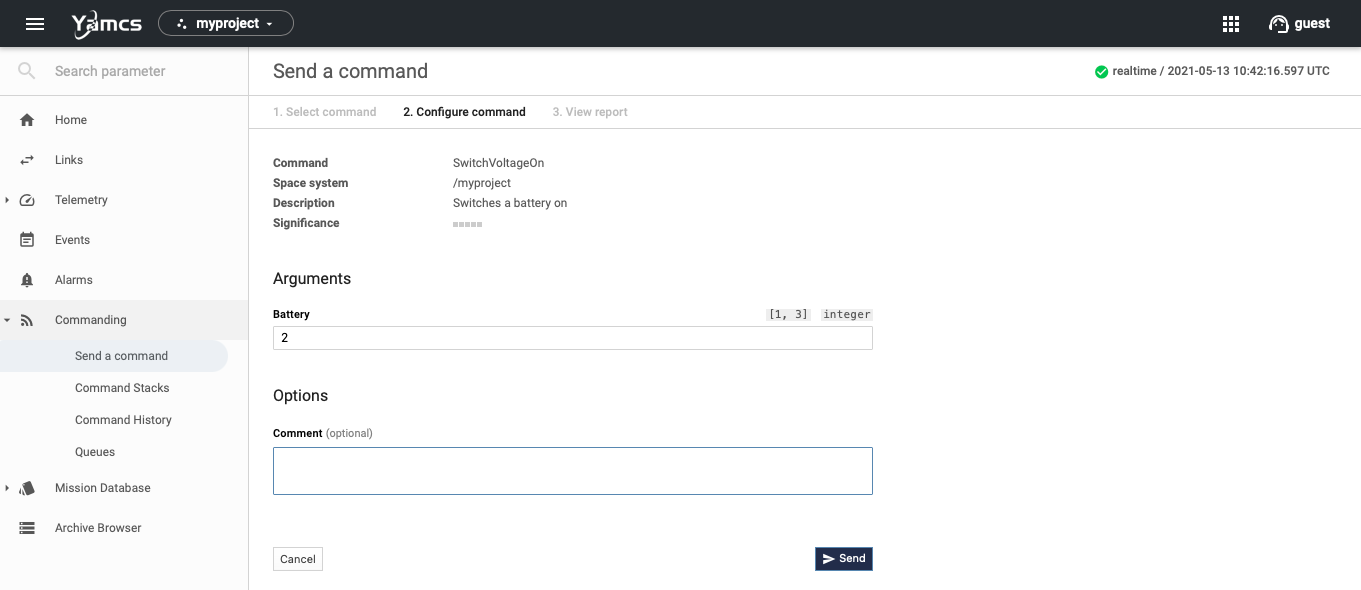 Yamcs myproject guest
Search parameter
Send a command
realtime / 2021-05-13 10:42:16.597 UTC
Home
Links
Telemetry
Events
Alarms
Commanding
Send a command
Command Stacks
Command History
Queues
Mission Database
Archive Browser
1. Select command 2. Configure command 3. View report
Command SwitchVoltageOn
Space system /myproject
Description Switches a battery on
Significance
Arguments
Battery [1, 3] integer
2
Options
Comment (optional)
Cancel Send